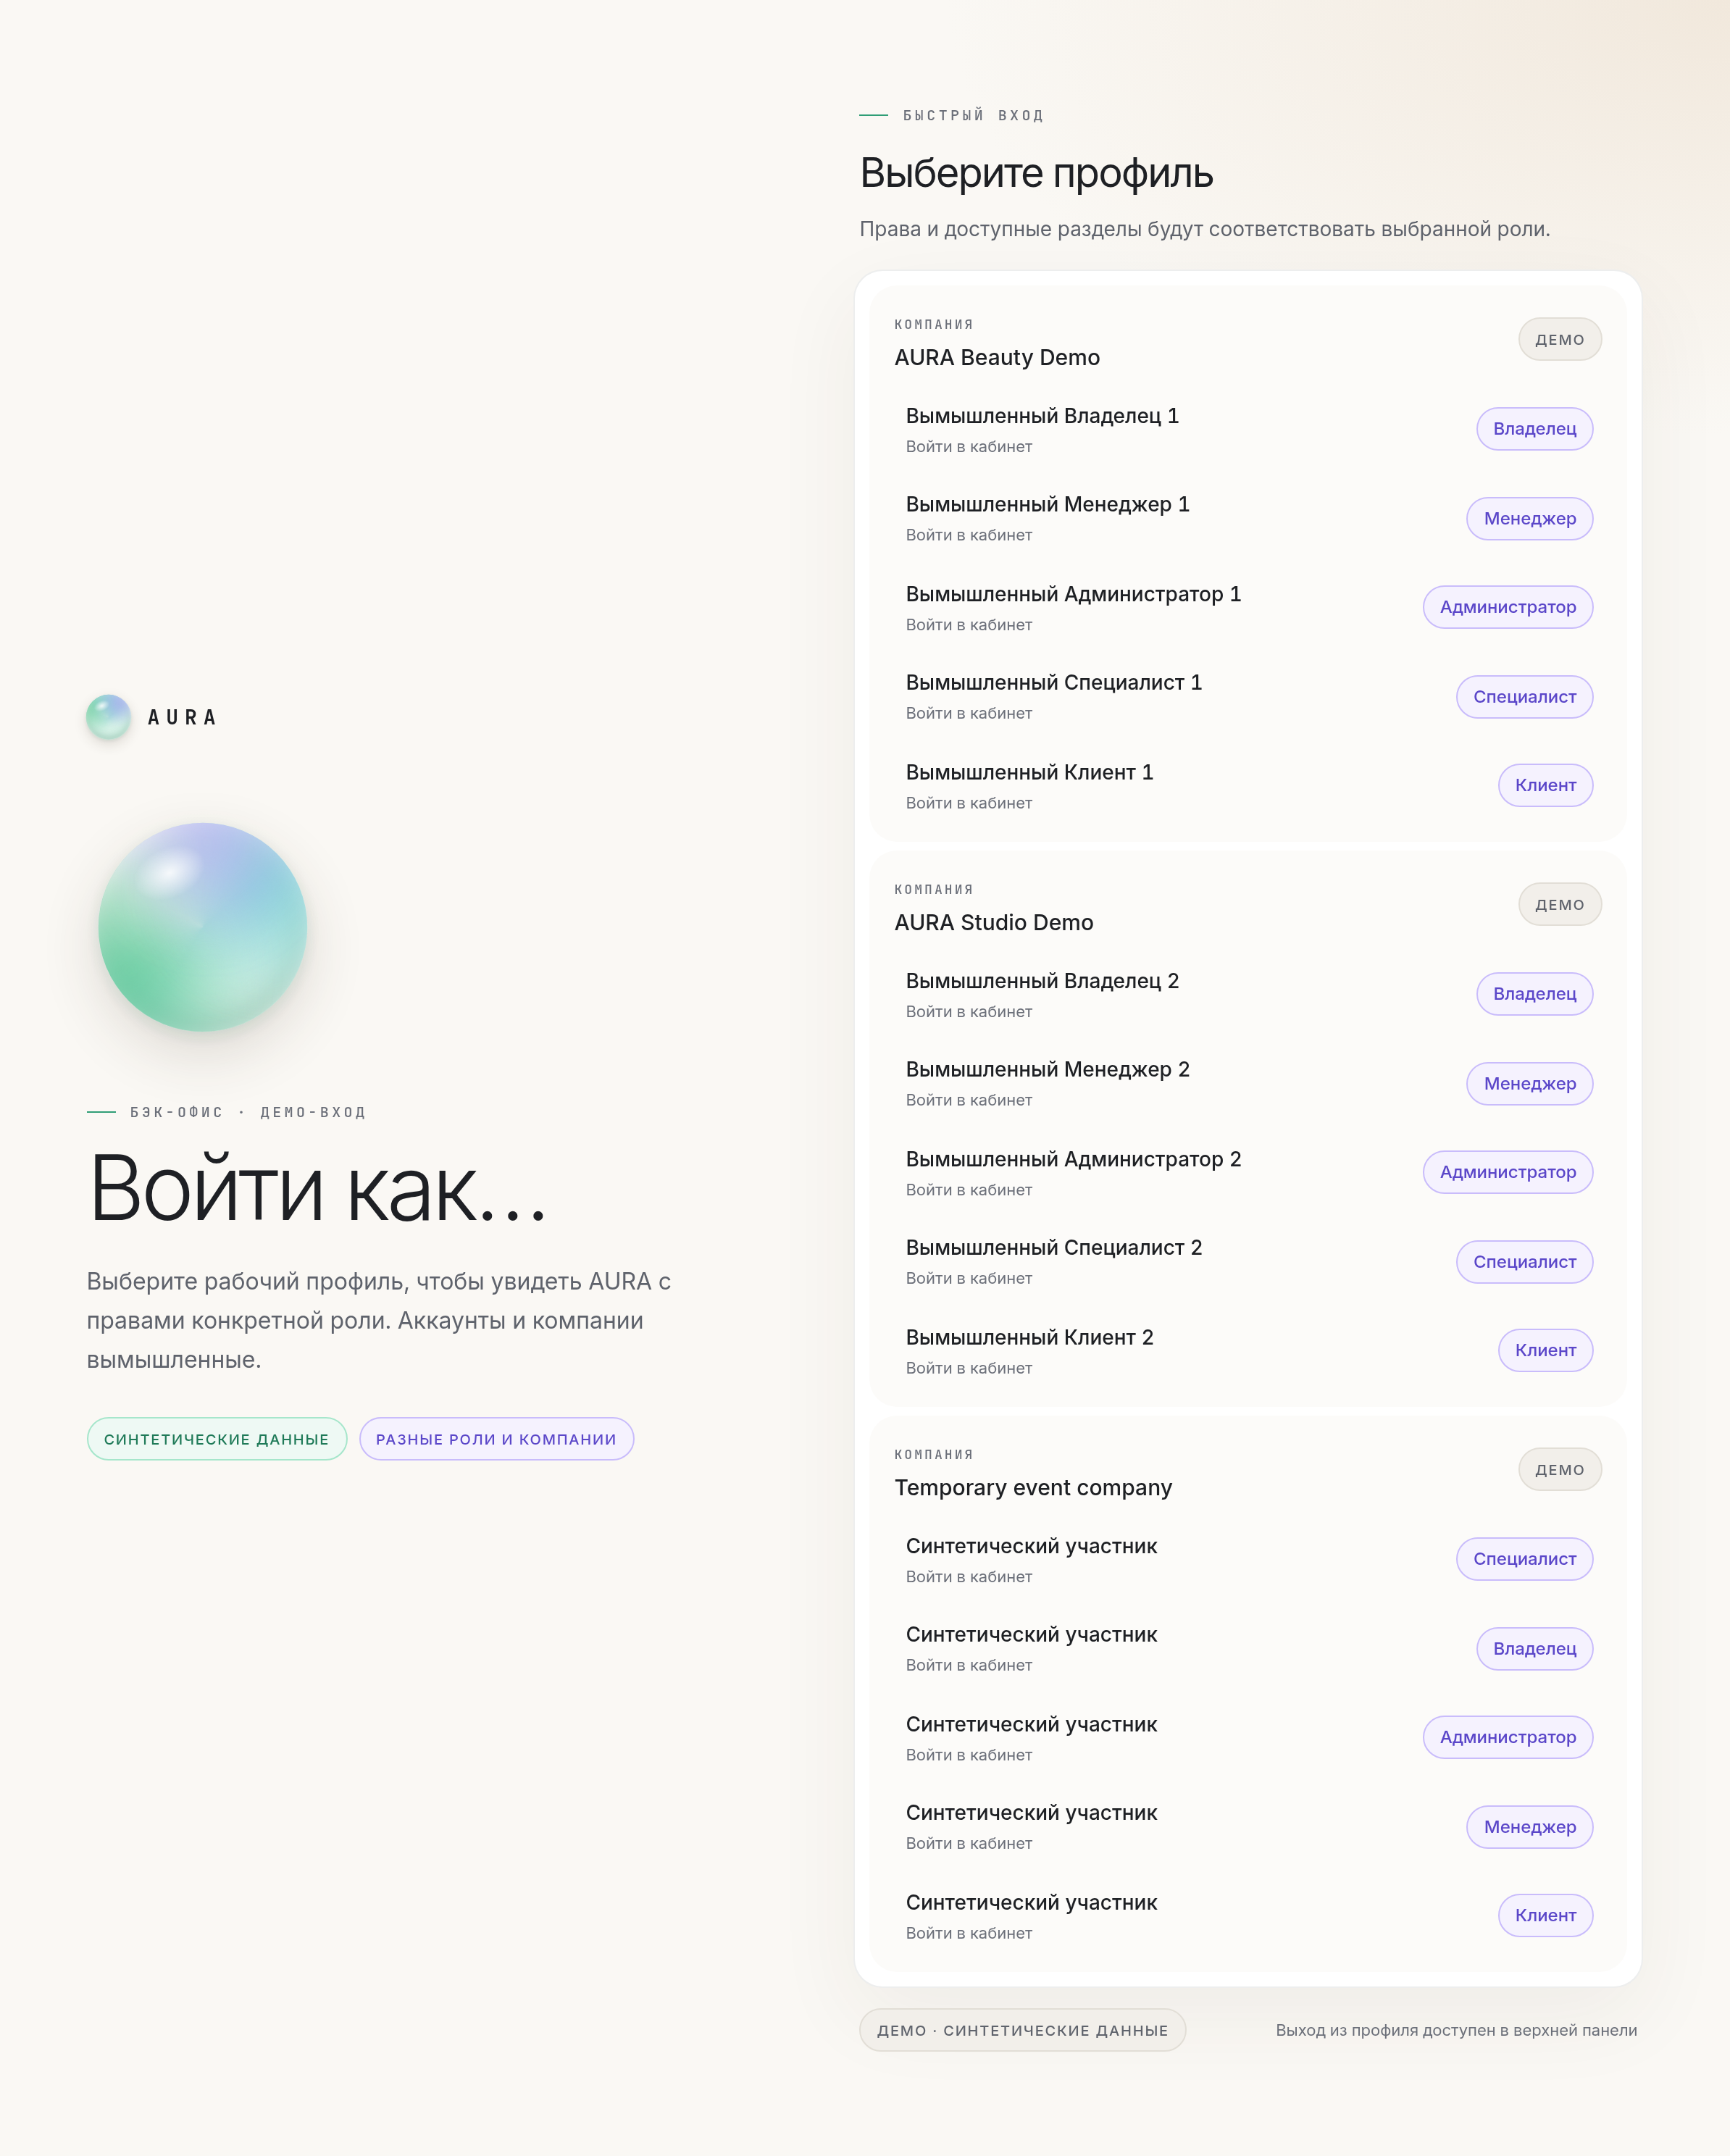 AURA
БЭК-ОФИС · ДЕМО-ВХОД
Войти как...
Выберите рабочий профиль, чтобы увидеть AURA с
правами конкретной роли. Аккаунты и компании
вымышленные.
СИНТЕТИЧЕСКИЕ ДАННЫЕ
РАЗНЫЕ РОЛИ И КОМПАНИИ
БЫСТРЫЙ ВХОД
Выберите профиль
Права и доступные разделы будут соответствовать выбранной роли.
КОМПАНИЯ
AURA Beauty Demo
ДЕМО
Вымышленный Владелец 1
Войти в кабинет
Владелец
Вымышленный Менеджер 1
Войти в кабинет
Менеджер
Вымышленный Администратор 1
Войти в кабинет
Администратор
Вымышленный Специалист 1
Войти в кабинет
Специалист
Вымышленный Клиент 1
Войти в кабинет
Клиент
КОМПАНИЯ
AURA Studio Demo
ДЕМО
Вымышленный Владелец 2
Войти в кабинет
Владелец
Вымышленный Менеджер 2
Войти в кабинет
Менеджер
Вымышленный Администратор 2
Войти в кабинет
Администратор
Вымышленный Специалист 2
Войти в кабинет
Специалист
Вымышленный Клиент 2
Войти в кабинет
Клиент
КОМПАНИЯ
Temporary event company
ДЕМО
Синтетический участник
Войти в кабинет
Специалист
Синтетический участник
Войти в кабинет
Владелец
Синтетический участник
Войти в кабинет
Администратор
Синтетический участник
Войти в кабинет
Менеджер
Синтетический участник
Войти в кабинет
Клиент
ДЕМО · СИНТЕТИЧЕСКИЕ ДАННЫЕ
Выход из профиля доступен в верхней панели